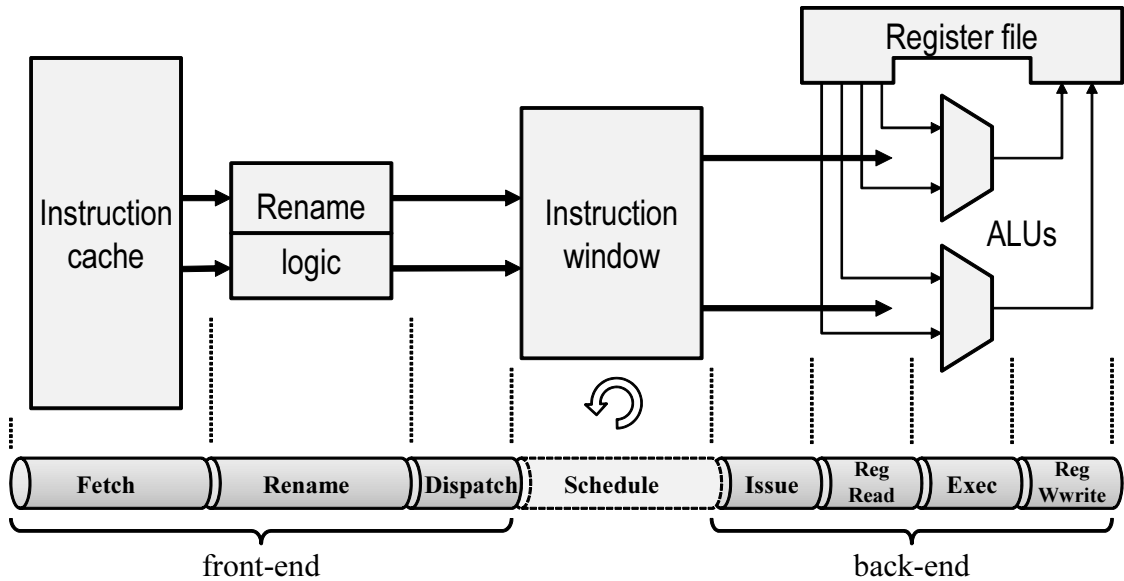 Register file
Instruction
cache
Rename
logic
Instruction
window
ALUs
Fetch
Rename
Dispatch
Schedule
Issue
Reg
Read
Exec
Reg
Wwrite
front-end
back-end